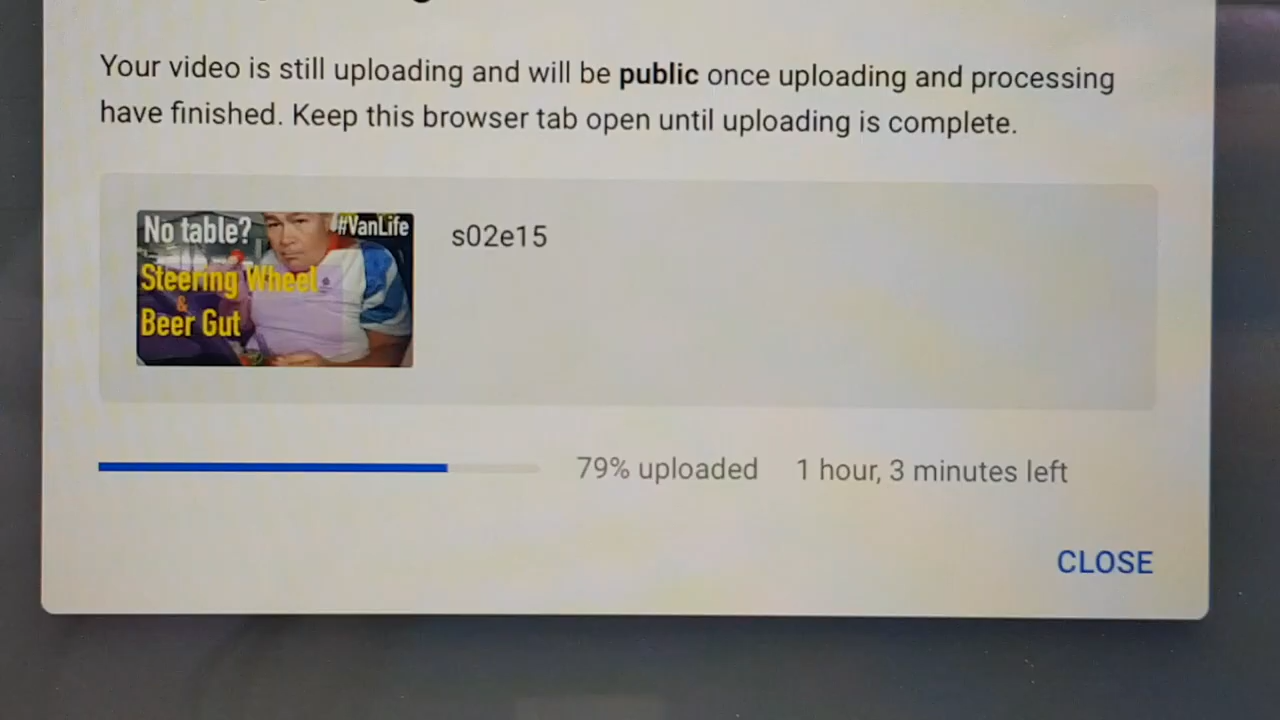 Your video is still uploading and will be public once uploading and processing
have finished. Keep this browser tab open until uploading is complete.
No table?
#VanLife
Steering Wheel
&
Beer Gut
s02e15
79% uploaded
1 hour, 3 minutes left
CLOSE